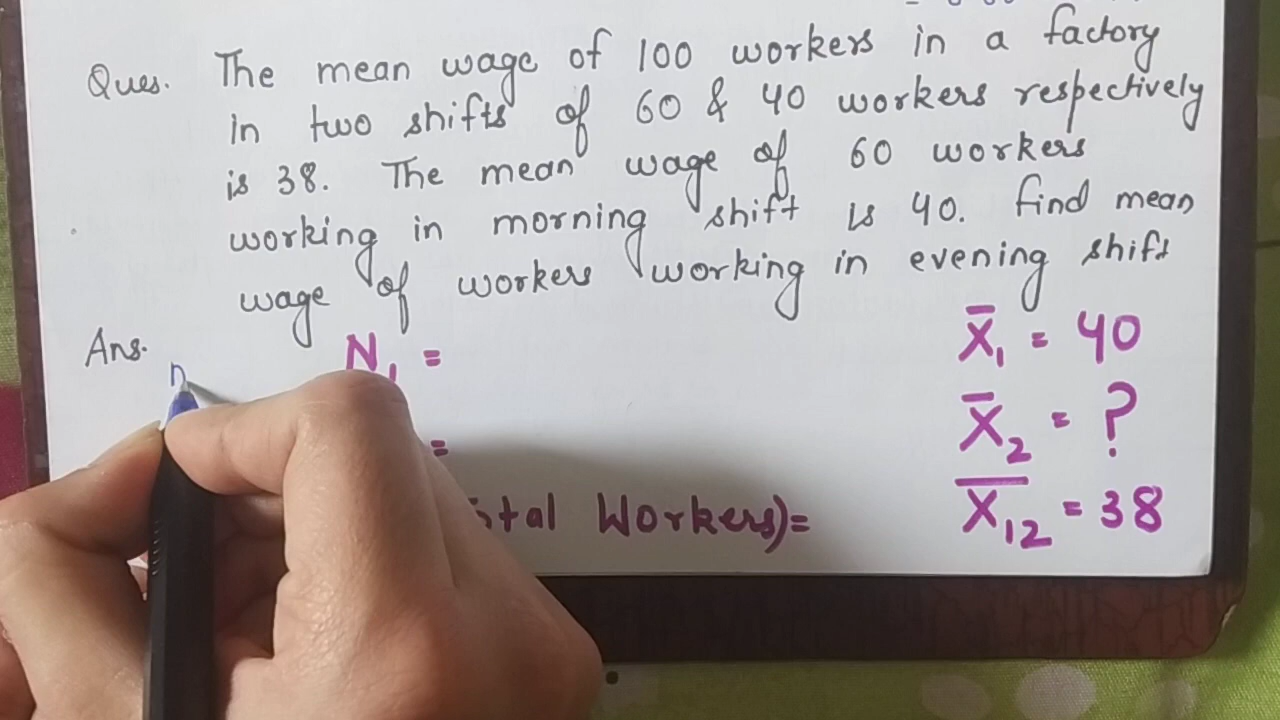 Ques. The mean wage of 100 workers in a factory
in two shifts of 60 & 40 workers respectively
is 38. The mean wage of 60 workers
working in morning shift is 40. find mean
wage of workers working in evening shift
Ans.
N₁ =
X̄₁ = 40
=
X̄₂ = ?
Workers)=
X̄₁₂ = 38